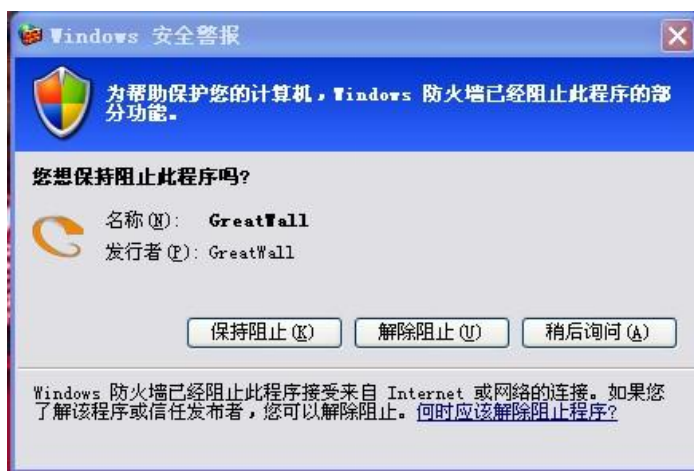 Windows 安全警报
为帮助保护您的计算机，Windows 防火墙已经阻止此程序的部
分功能。
您想保持阻止此程序吗?
名称(N): GreatWall
发行者(P): GreatWall
保持阻止(K) 解除阻止(U) 稍后询问(A)
Windows 防火墙已经阻止此程序接受来自 Internet 或网络的连接。如果您
了解该程序或信任发布者，您可以解除阻止。何时应该解除阻止程序?